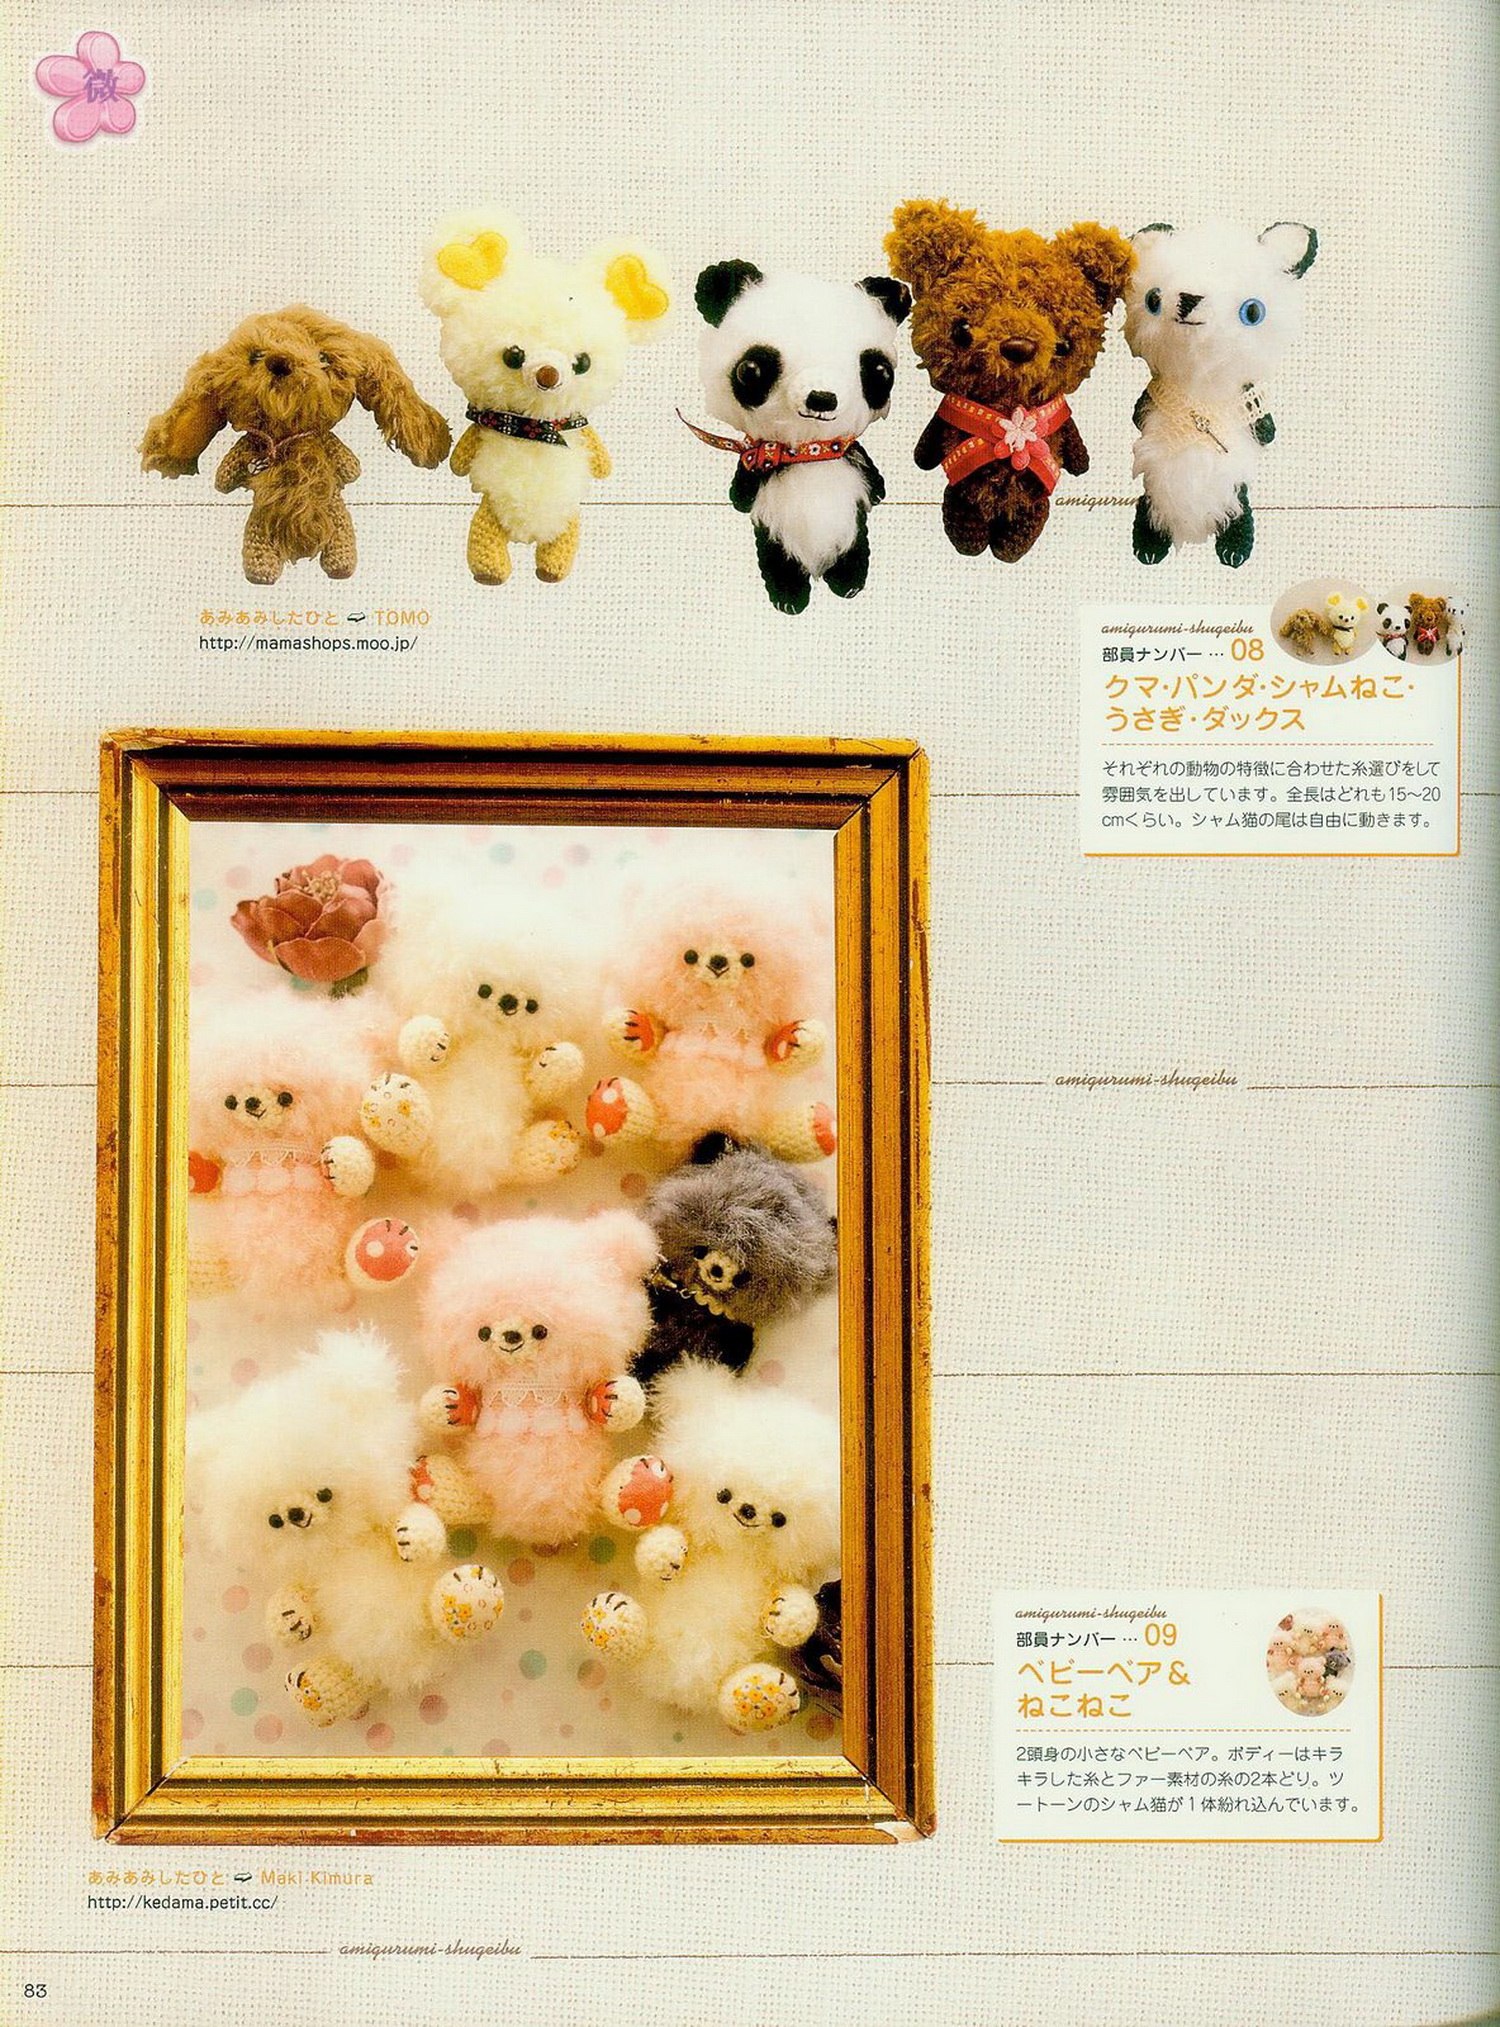 微
amigurum
あみあみしたひと ➫ TOMO
http://mamashops.moo.jp/
amigurumi-shugeibu
部員ナンバー … 08
クマ・パンダ・シャムねこ・
うさぎ・ダックス
それぞれの動物の特徴に合わせた糸選びをして
雰囲気を出しています。全長はどれも15〜20
cmくらい。シャム猫の尾は自由に動きます。
amigurumi-shugeibu
amigurumi-shugeibu
部員ナンバー … 09
ベビーベア＆
ねこねこ
2頭身の小さなベビーベア。ボディーはキラ
キラした糸とファー素材の糸の2本どり。ツ
ートーンのシャム猫が1体紛れ込んでいます。
あみあみしたひと ➫ Maki Kimura
http://kedama.petit.cc/
amigurumi-shugeibu
83